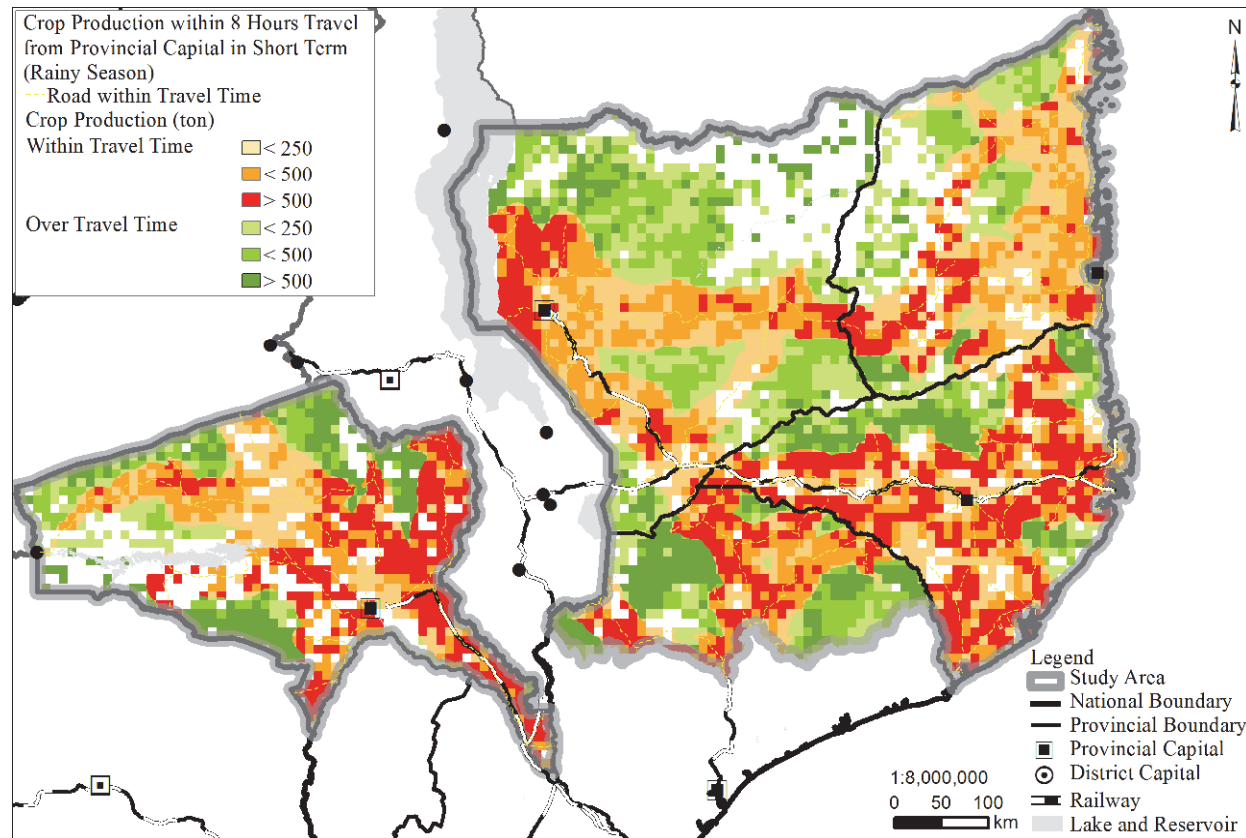 Crop Production within 8 Hours Travel
from Provincial Capital in Short Term
(Rainy Season)
Road within Travel Time
Crop Production (ton)
Within Travel Time
< 250
< 500
> 500
Over Travel Time
< 250
< 500
> 500
N
Legend
Study Area
National Boundary
Provincial Boundary
Provincial Capital
District Capital
Railway
Lake and Reservoir
1:8,000,000
0 50 100
km